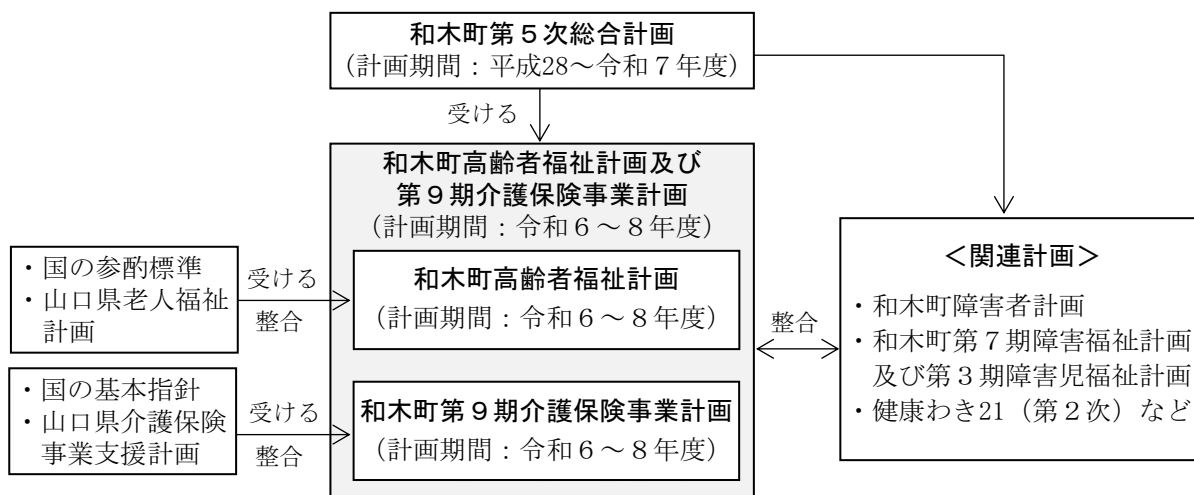 和木町第５次総合計画
（計画期間：平成28～令和７年度）
受ける
和木町高齢者福祉計画及び
第９期介護保険事業計画
（計画期間：令和６～８年度）
・国の参酌標準
・山口県老人福祉
計画
受ける
整合
和木町高齢者福祉計画
（計画期間：令和６～８年度）
・国の基本指針
・山口県介護保険
事業支援計画
受ける
整合
和木町第９期介護保険事業計画
（計画期間：令和６～８年度）
整合
＜関連計画＞
・和木町障害者計画
・和木町第７期障害福祉計画
及び第３期障害児福祉計画
・健康わき21（第２次）など